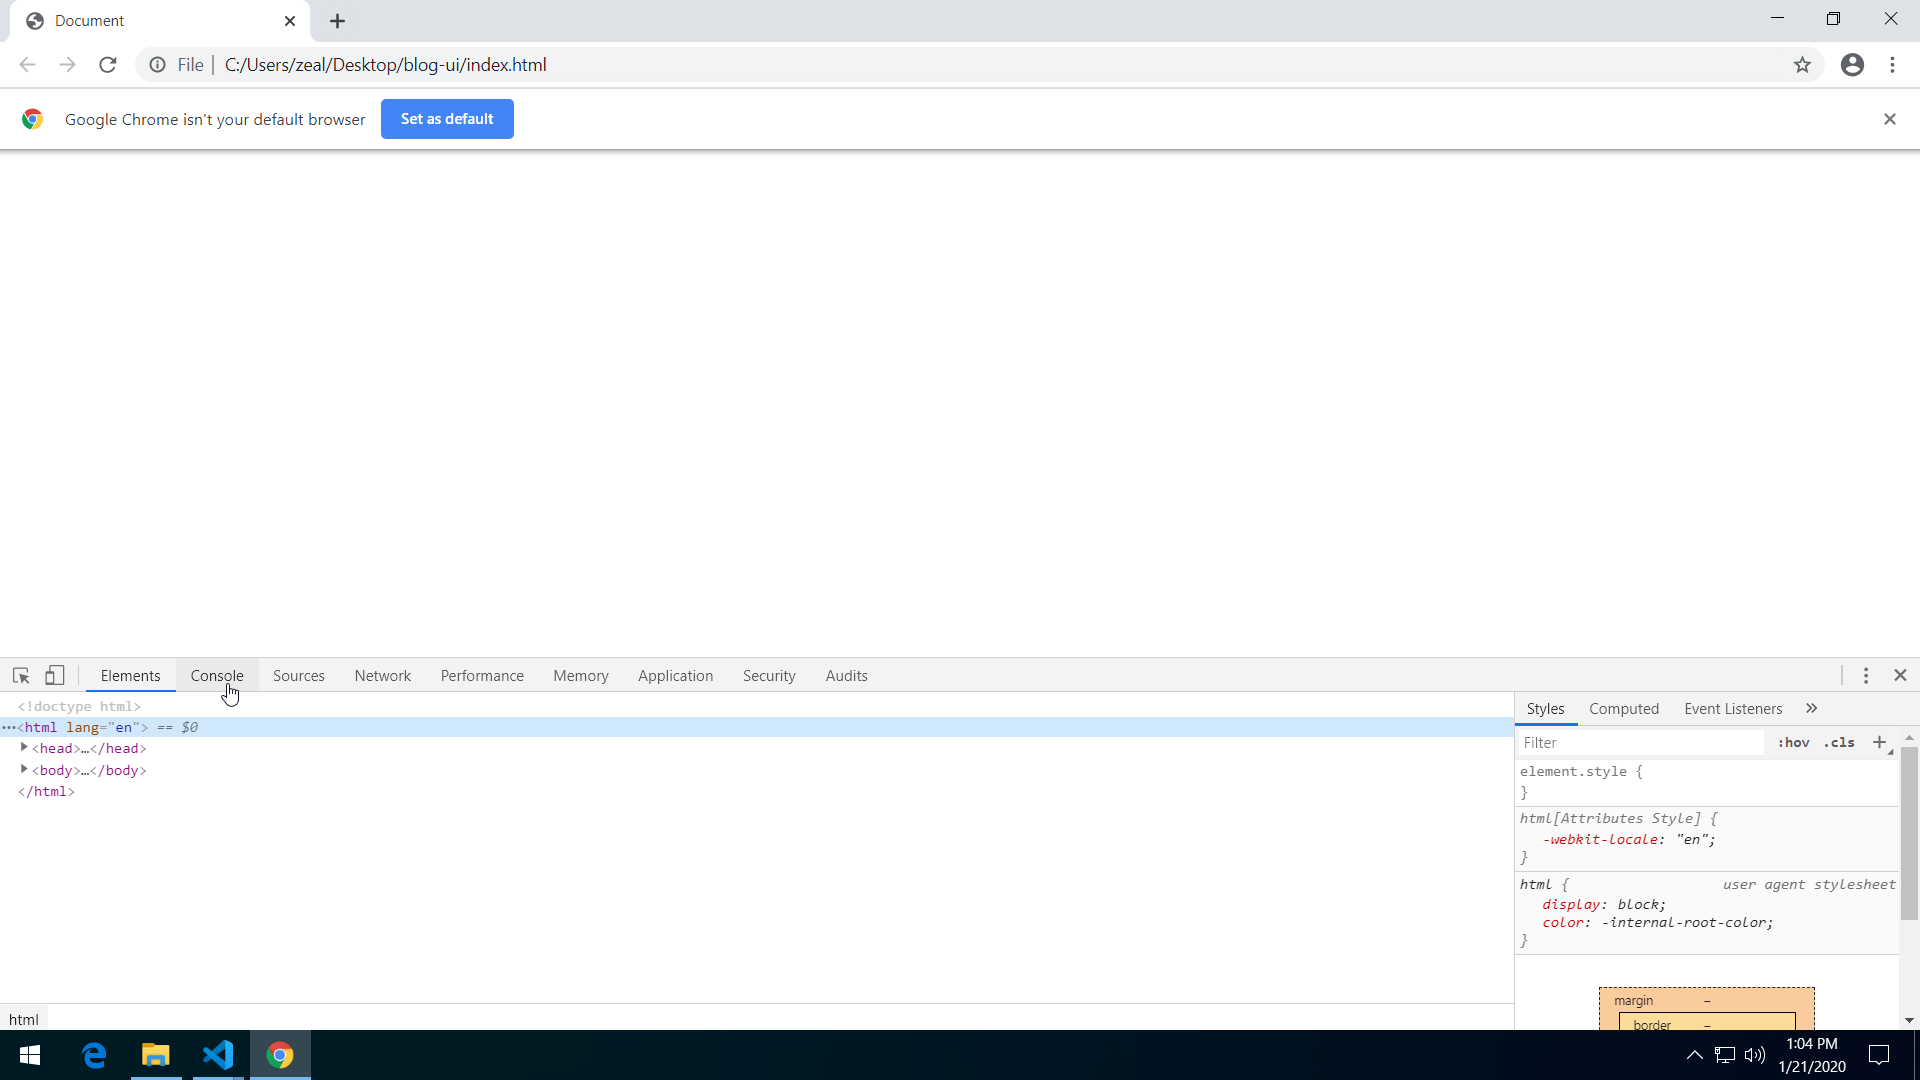 Document
File | C:/Users/zeal/Desktop/blog-ui/index.html
Google Chrome isn't your default browser Set as default
Elements Console Sources Network Performance Memory Application Security Audits
<!doctype html>
…<html lang="en"> == $0
<head>…</head>
<body>…</body>
</html>
html
Styles Computed Event Listeners »
Filter :hov .cls +
element.style {
}
html[Attributes Style] {
-webkit-locale: "en";
}
html { user agent stylesheet
display: block;
color: -internal-root-color;
}
margin –
border –
1:04 PM
1/21/2020